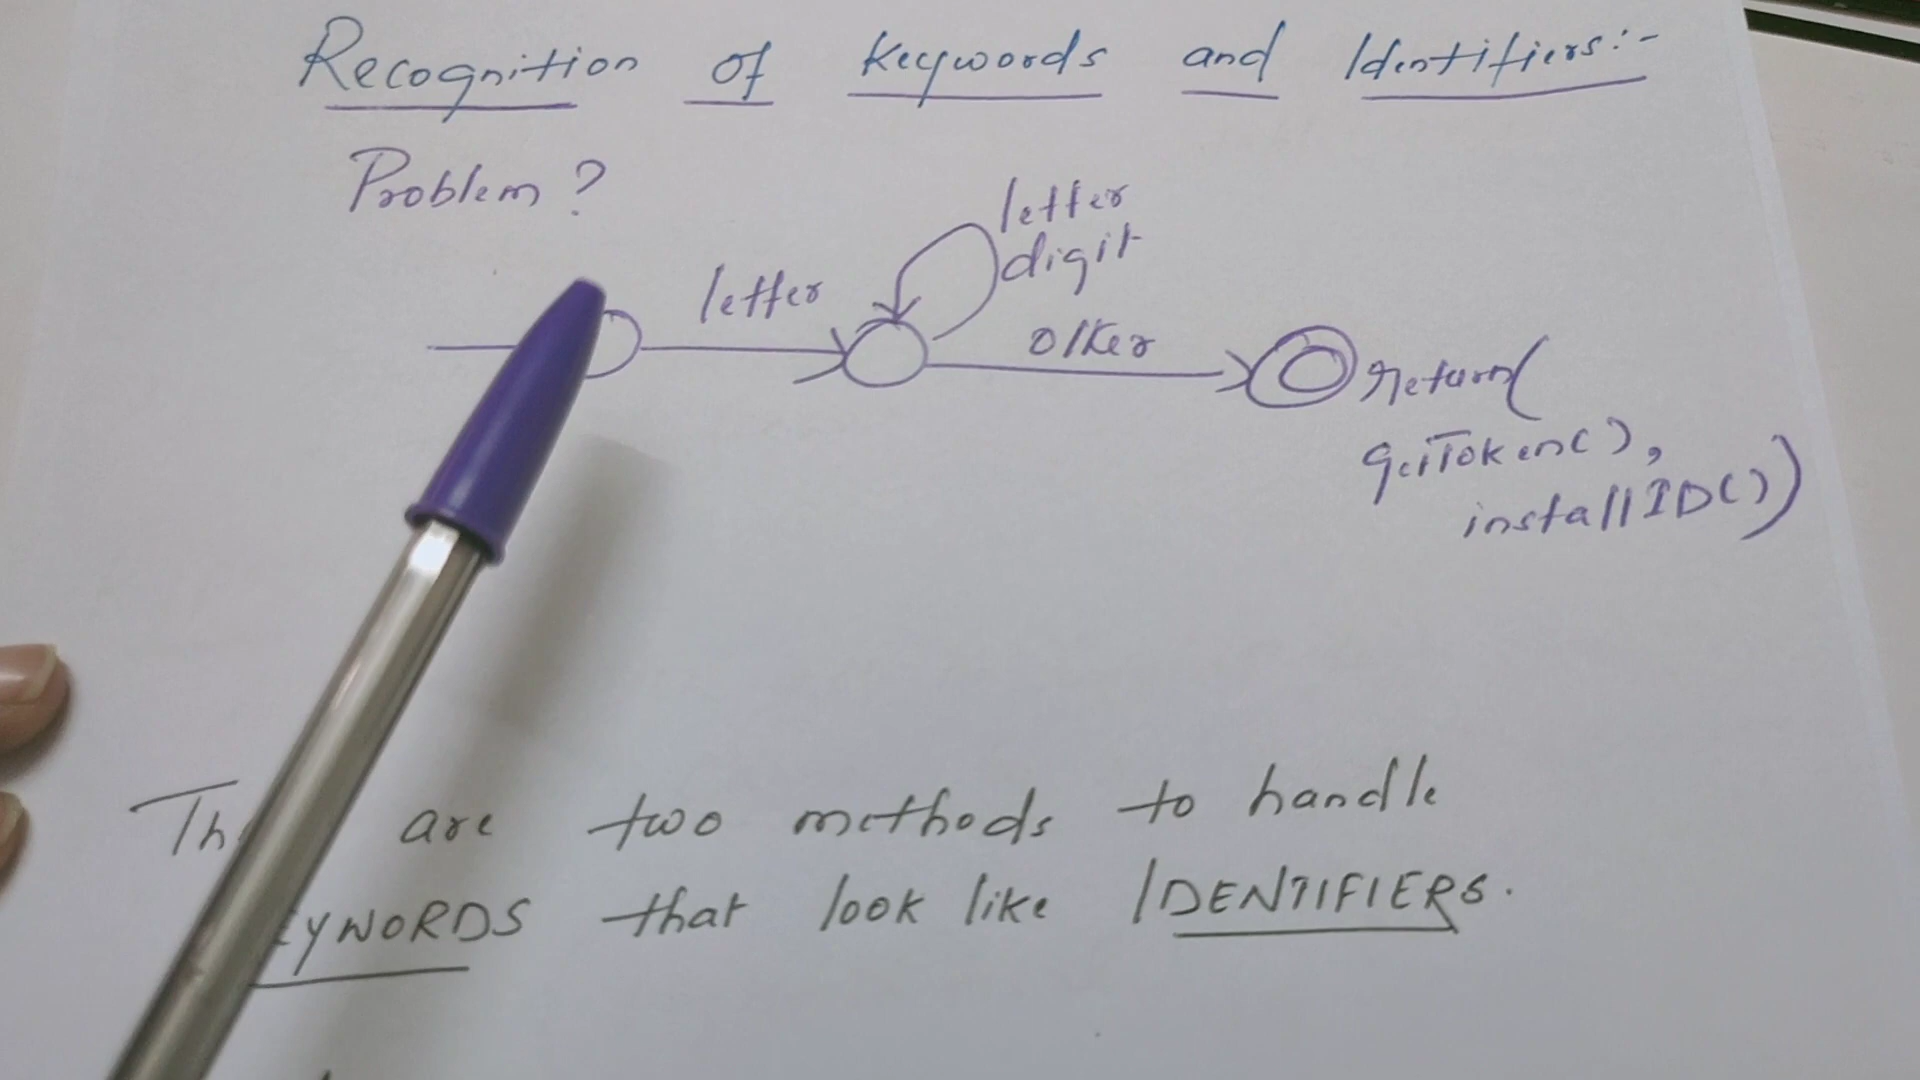 Recognition of Keywords and Identifiers:-
Problem?
letter
digit
letter
other
return(
getToken(),
installID())
are two methods to handle
that look like IDENTIFIERS.